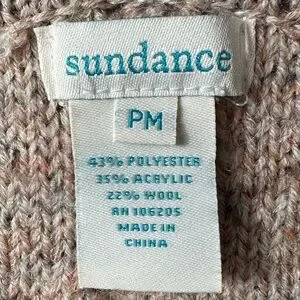 sundance
PM
43% POLYESTER
35% ACRYLIC
22% WOOL
RN 106205
MADE IN
CHINA